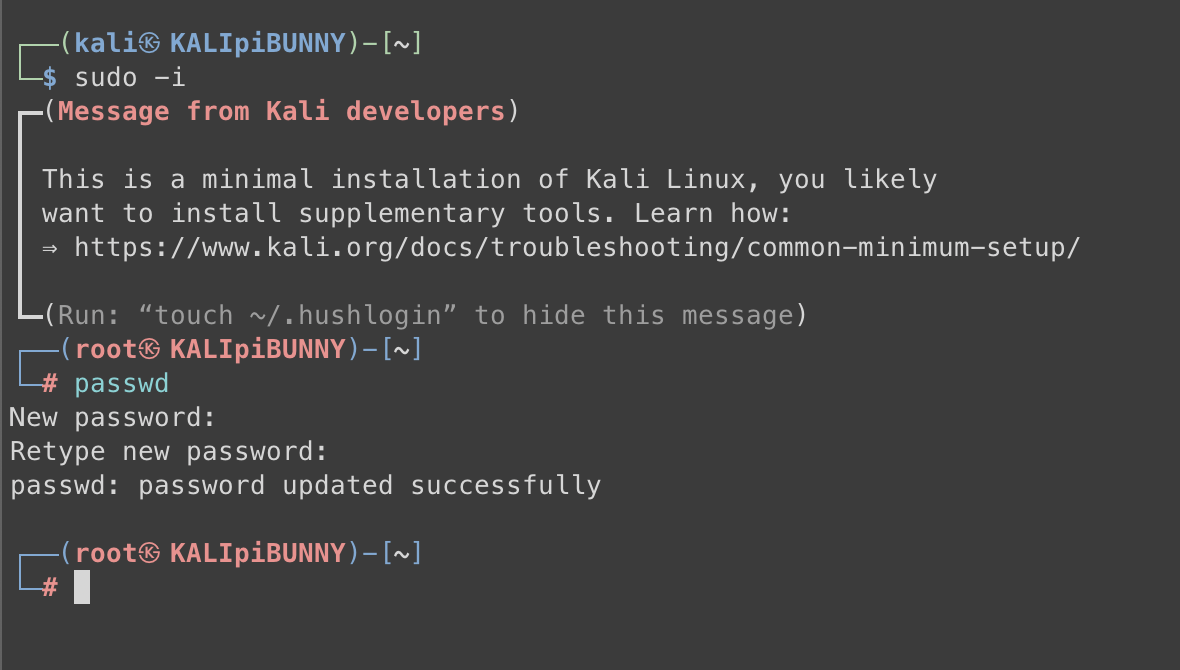 ┌──(kali㉿KALIpiBUNNY)-[~]
└─$ sudo -i
┏━(Message from Kali developers)
┃ This is a minimal installation of Kali Linux, you likely
┃ want to install supplementary tools. Learn how:
┃ ⇒ https://www.kali.org/docs/troubleshooting/common-minimum-setup/
┗━(Run: “touch ~/.hushlogin” to hide this message)
┌──(root㉿KALIpiBUNNY)-[~]
└─# passwd
New password:
Retype new password:
passwd: password updated successfully
┌──(root㉿KALIpiBUNNY)-[~]
└─#